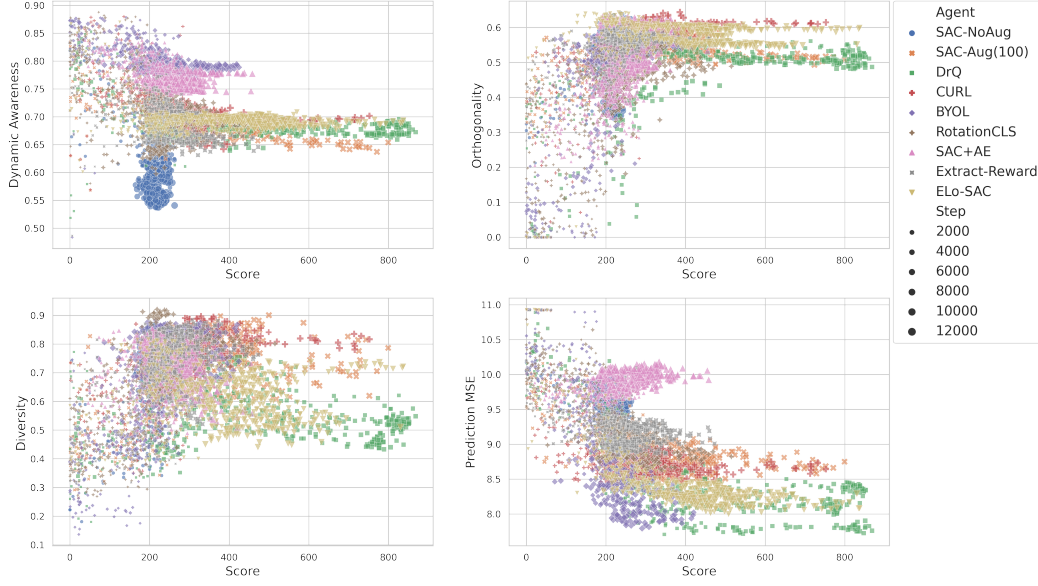 0.90
0.85
0.80
0.75
0.70
0.65
0.60
0.55
0.50
Dynamic Awareness
0 200 400 600 800
Score
0.6
0.5
0.4
0.3
0.2
0.1
0.0
Orthogonality
0 200 400 600 800
Score
Agent
SAC-NoAug
SAC-Aug(100)
DrQ
CURL
BYOL
RotationCLS
SAC+AE
Extract-Reward
ELo-SAC
Step
2000
4000
6000
8000
10000
12000
0.9
0.8
0.7
0.6
0.5
0.4
0.3
0.2
0.1
Diversity
0 200 400 600 800
Score
11.0
10.5
10.0
9.5
9.0
8.5
8.0
Prediction MSE
0 200 400 600 800
Score